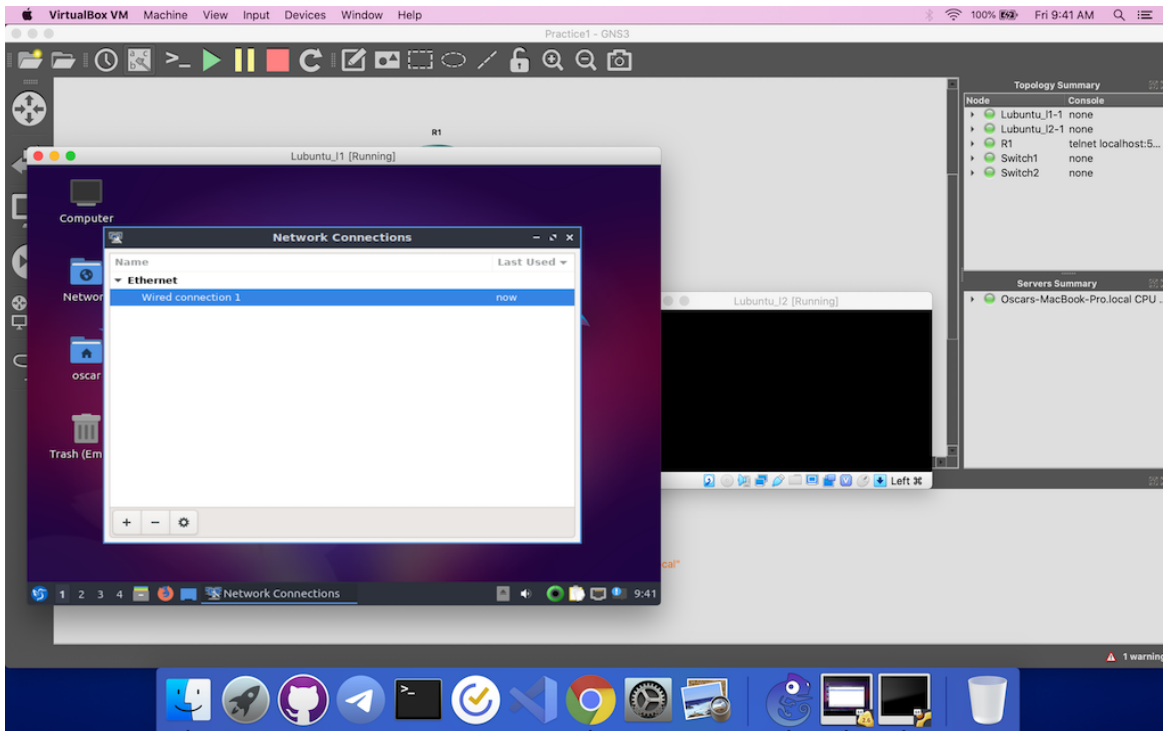 VirtualBox VM Machine View Input Devices Window Help 100% Fri 9:41 AM
Practice1 - GNS3
Topology Summary
Node Console
Lubuntu_l1-1 none
Lubuntu_l2-1 none
R1 telnet localhost:5...
Switch1 none
Switch2 none
R1
Servers Summary
Oscars-MacBook-Pro.local CPU ...
Lubuntu_l1 [Running]
Computer
Networ
oscar
Trash (Em
Network Connections
Name Last Used
Ethernet
Wired connection 1 now
1 2 3 4 Network Connections 9:41
Lubuntu_l2 [Running]
Left ⌘
cal"
1 warning